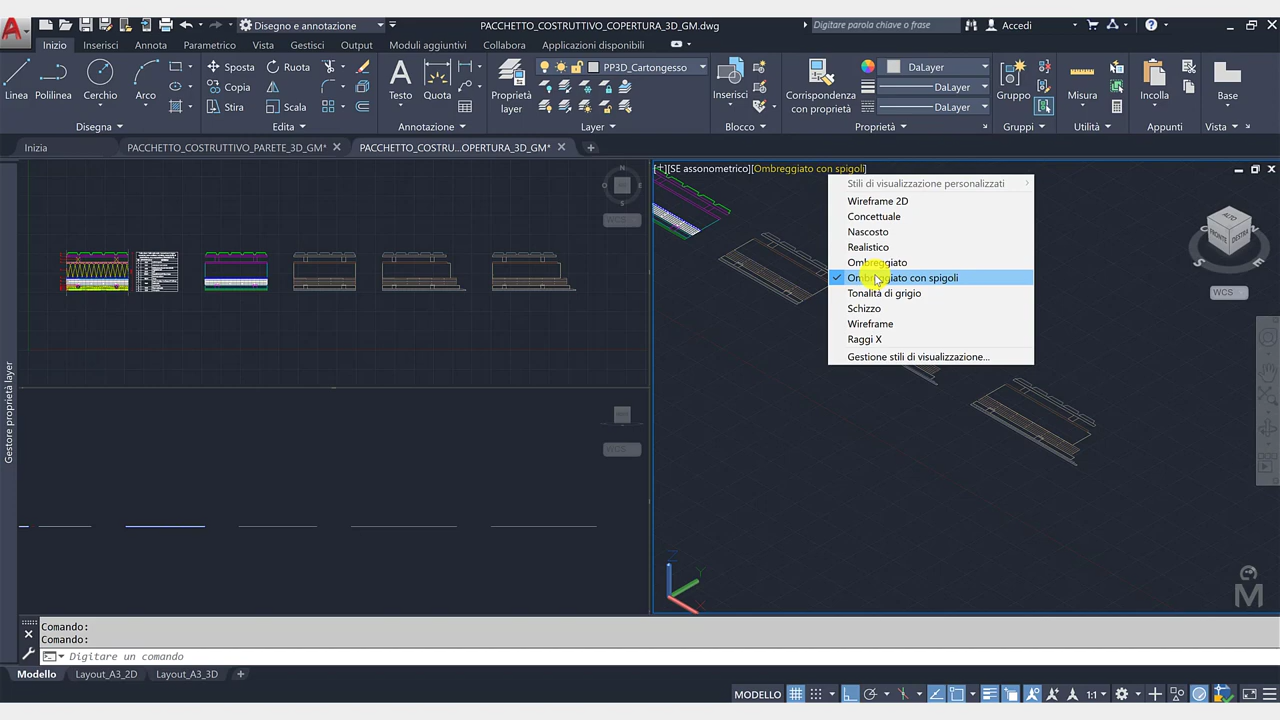 Disegno e annotazione
PACCHETTO_COSTRUTTIVO_COPERTURA_3D_GM.dwg
Digitare parola chiave o frase
Accedi
Inizio Inserisci Annota Parametrico Vista Gestisci Output Moduli aggiuntivi Collabora Applicazioni disponibili
Sposta Ruota PP3D_Cartongesso DaLayer
Linea Polilinea Cerchio Arco Copia Testo Quota Proprietà layer Inserisci Corrispondenza con proprietà DaLayer Gruppo Misura Incolla Base
Stira Scala DaLayer
Disegna Edita Annotazione Layer Blocco Proprietà Gruppi Utilità Appunti Vista
Inizia PACCHETTO_COSTRUTTIVO_PARETE_3D_GM* PACCHETTO_COSTRU...OPERTURA_3D_GM*
[+][SE assonometrico][Ombreggiato con spigoli]
Stili di visualizzazione personalizzati
Wireframe 2D
Concettuale
Nascosto
Realistico
Ombreggiato
Ombreggiato con spigoli
Tonalità di grigio
Schizzo
Wireframe
Raggi X
Gestione stili di visualizzazione...
N
O E
S
WCS
WCS
ALTO
FRONTE DESTRA
S E
WCS
Gestore proprietà layer
Z
Y
X
M
Comando:
Comando:
Digitare un comando
Modello Layout_A3_2D Layout_A3_3D
MODELLO 1:1